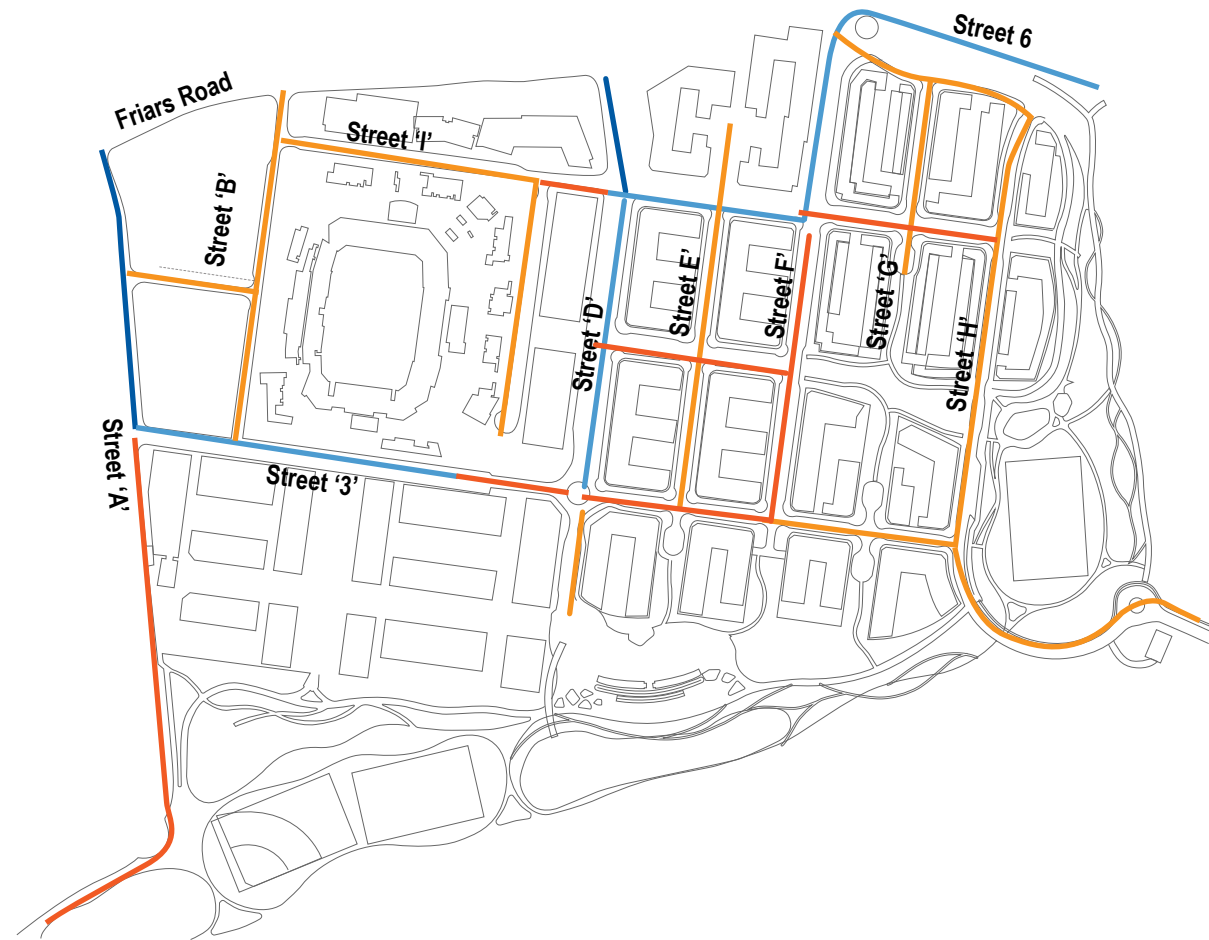 Street 6
Friars Road
Street ‘I’
Street ‘B’
Street E’
Street F’
Street ‘G’
Street ‘D’
Street ‘H’
Street ‘A’
Street ‘3’